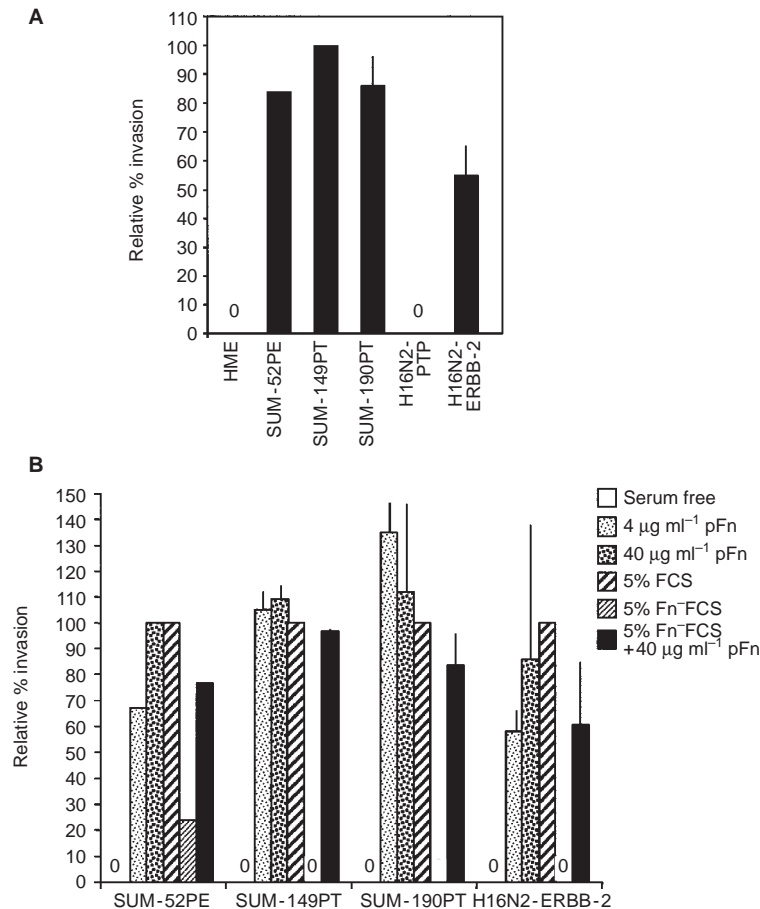 A
110
100
90
80
70
60
50
40
30
20
10
0
Relative % invasion
0
0
HME
SUM-52PE
SUM-149PT
SUM-190PT
H16N2-
PTP
H16N2-
ERBB-2
B
150
140
130
120
110
100
90
80
70
60
50
40
30
20
10
0
Relative % invasion
0
0
0
0
0
0
SUM-52PE
SUM-149PT
SUM-190PT
H16N2-ERBB-2
Serum free
4 µg ml⁻¹ pFn
40 µg ml⁻¹ pFn
5% FCS
5% Fn⁻FCS
5% Fn⁻FCS
+40 µg ml⁻¹ pFn